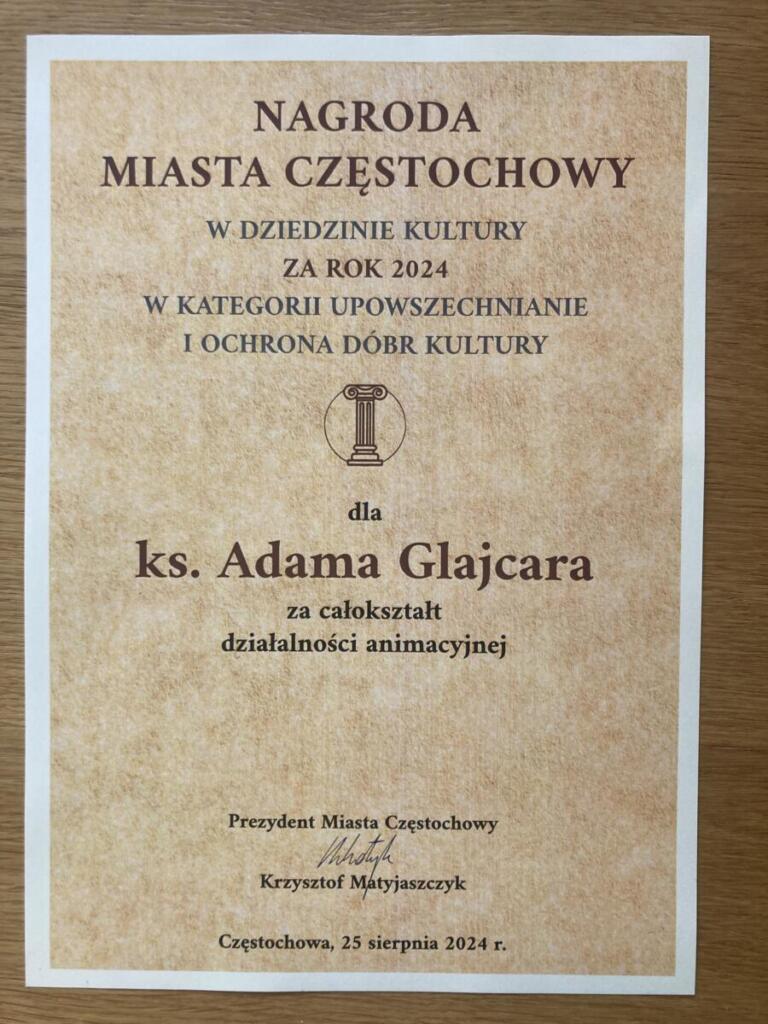 NAGRODA
MIASTA CZĘSTOCHOWY
W DZIEDZINIE KULTURY
ZA ROK 2024
W KATEGORII UPOWSZECHNIANIE
I OCHRONA DÓBR KULTURY
dla
ks. Adama Glajcara
za całokształt
działalności animacyjnej
Prezydent Miasta Częstochowy
Krzysztof Matyjaszczyk
Częstochowa, 25 sierpnia 2024 r.